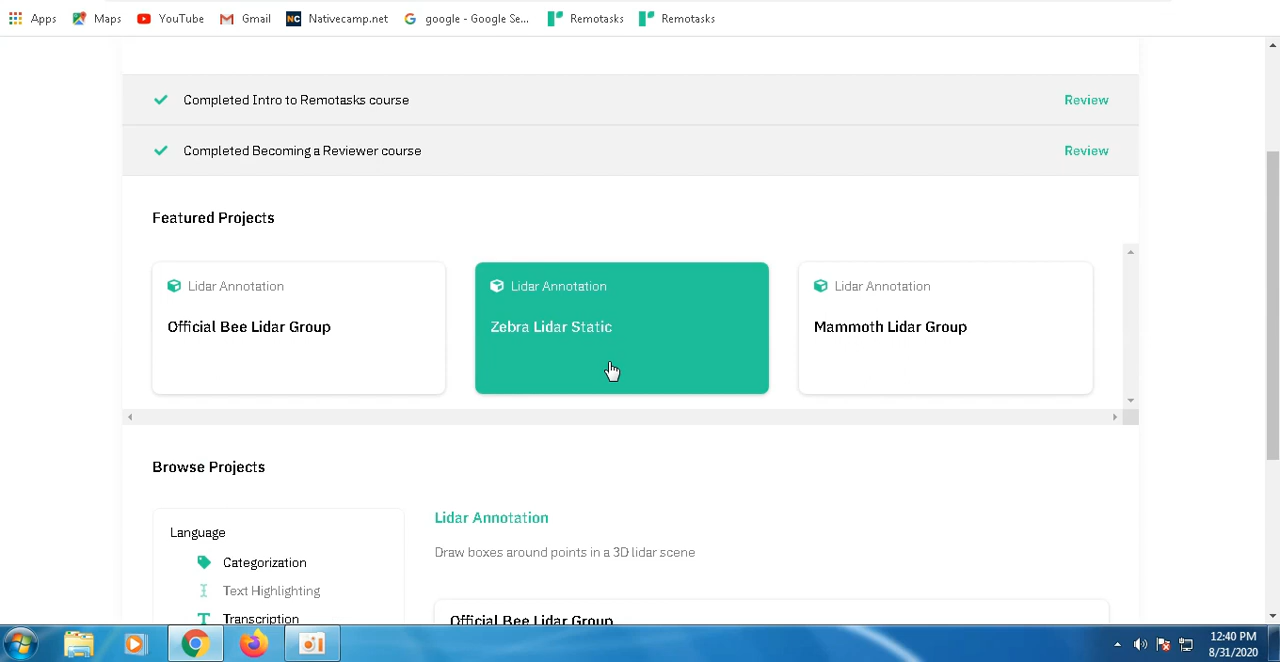 Apps Maps YouTube Gmail NC Nativecamp.net google - Google Se... Remotasks Remotasks
Completed Intro to Remotasks course Review
Completed Becoming a Reviewer course Review
Featured Projects
Lidar Annotation
Official Bee Lidar Group
Lidar Annotation
Zebra Lidar Static
Lidar Annotation
Mammoth Lidar Group
Browse Projects
Language
Categorization
Text Highlighting
Transcription
Lidar Annotation
Draw boxes around points in a 3D lidar scene
Official Bee Lidar Group
12:40 PM
8/31/2020